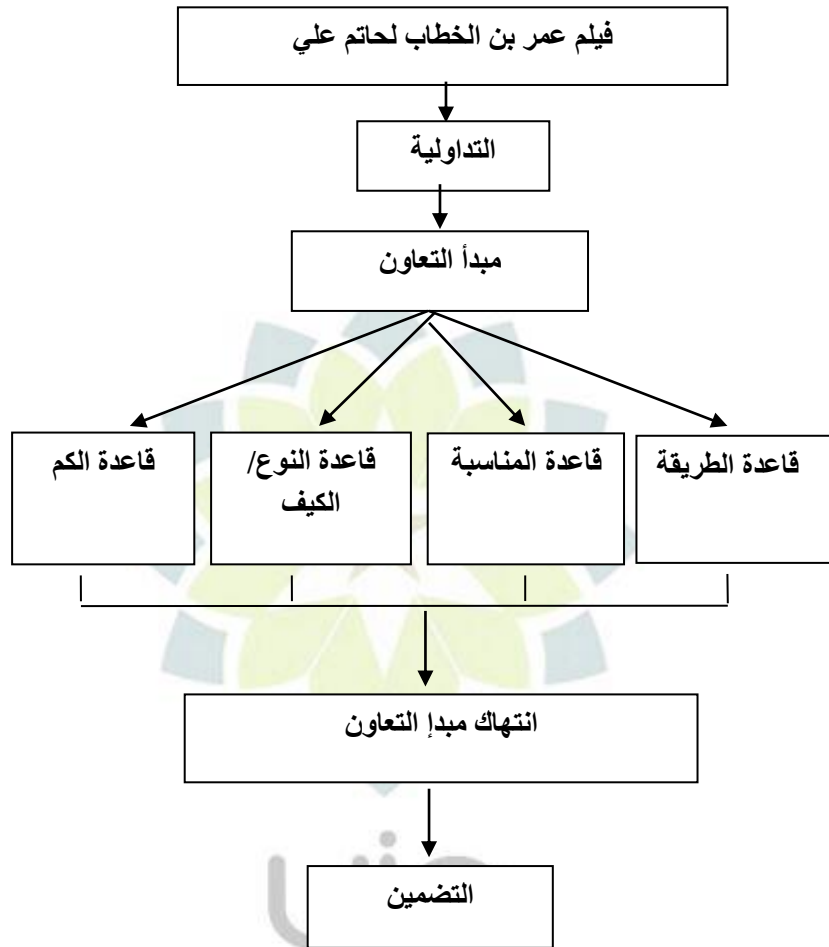 فيلم عمر بن الخطاب لحاتم علي
التداولية
مبدأ التعاون
قاعدة الطريقة
قاعدة المناسبة
قاعدة النوع/
الكيف
قاعدة الكم
انتهاك مبدإ التعاون
التضمين